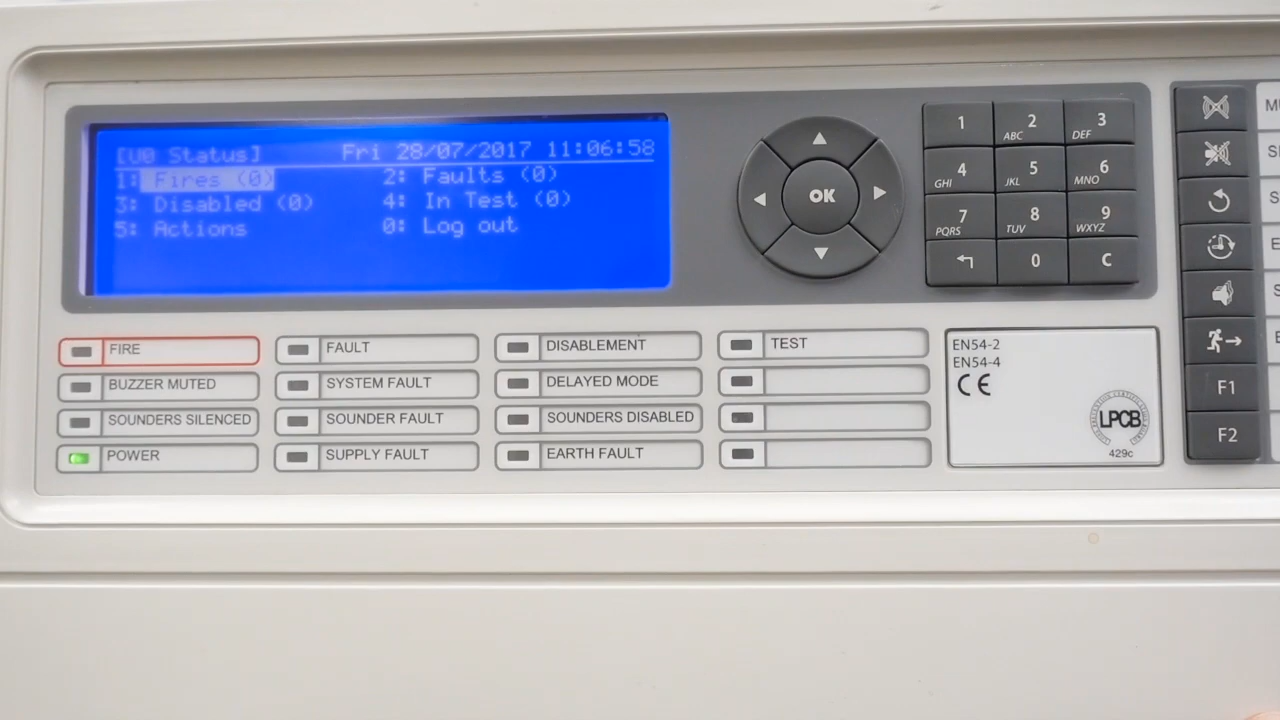 [U0 Status] Fri 28/07/2017 11:06:58
1: Fires (0) 2: Faults (0)
3: Disabled (0) 4: In Test (0)
5: Actions 0: Log out
OK
1 2 ABC 3 DEF
4 GHI 5 JKL 6 MNO
7 PQRS 8 TUV 9 WXYZ
0 C
FIRE
BUZZER MUTED
SOUNDERS SILENCED
POWER
FAULT
SYSTEM FAULT
SOUNDER FAULT
SUPPLY FAULT
DISABLEMENT
DELAYED MODE
SOUNDERS DISABLED
EARTH FAULT
TEST
EN54-2
EN54-4
CE
LPCB
429c
F1
F2